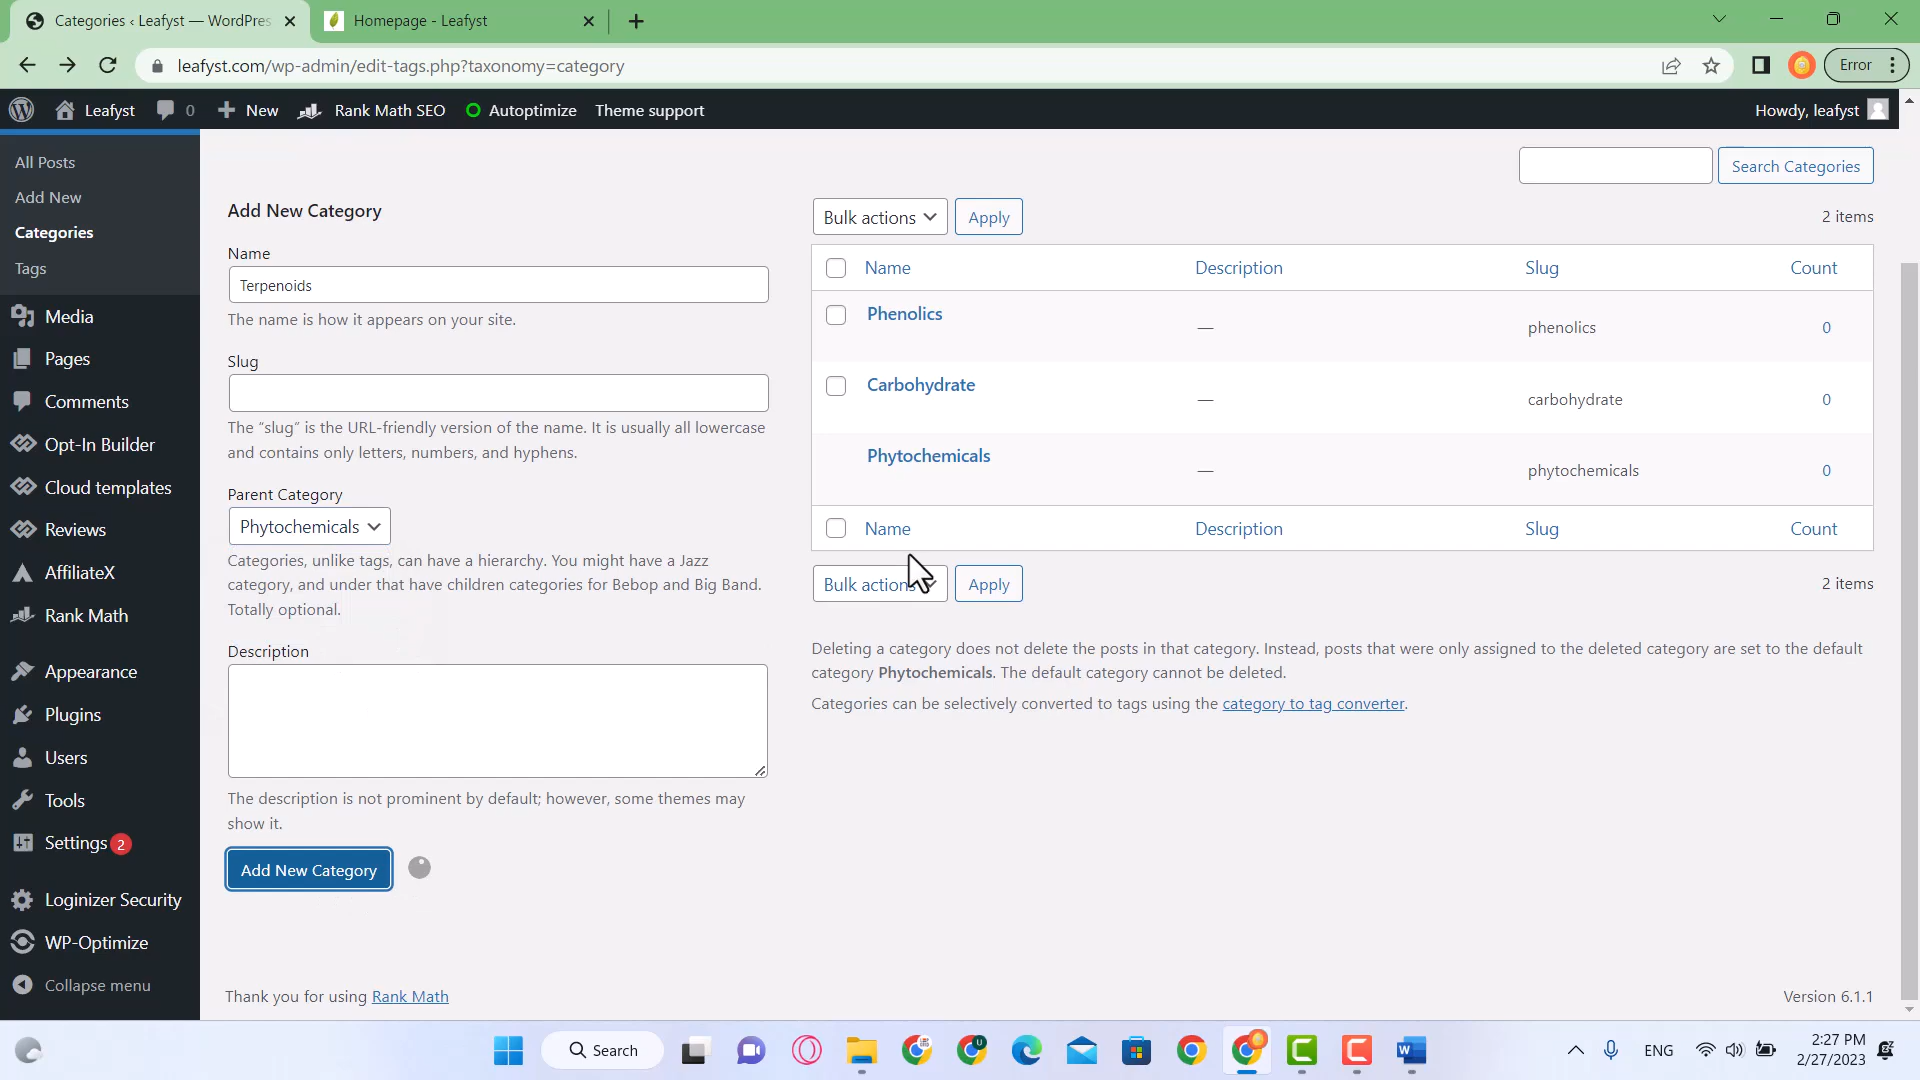 Categories ‹ Leafyst — WordPres
Homepage - Leafyst
leafyst.com/wp-admin/edit-tags.php?taxonomy=category
Error
Leafyst
0
New
Rank Math SEO
Autoptimize
Theme support
Howdy, leafyst
All Posts
Add New
Categories
Tags
Media
Pages
Comments
Opt-In Builder
Cloud templates
Reviews
AffiliateX
Rank Math
Appearance
Plugins
Users
Tools
Settings 2
Loginizer Security
WP-Optimize
Collapse menu
Search Categories
Add New Category
Name
Terpenoids
The name is how it appears on your site.
Slug
The “slug” is the URL-friendly version of the name. It is usually all lowercase
and contains only letters, numbers, and hyphens.
Parent Category
Phytochemicals
Categories, unlike tags, can have a hierarchy. You might have a Jazz
category, and under that have children categories for Bebop and Big Band.
Totally optional.
Description
The description is not prominent by default; however, some themes may
show it.
Add New Category
Bulk actions
Apply
2 items
Name Description Slug Count
Phenolics — phenolics 0
Carbohydrate — carbohydrate 0
Phytochemicals — phytochemicals 0
Name Description Slug Count
Bulk actions
Apply
2 items
Deleting a category does not delete the posts in that category. Instead, posts that were only assigned to the deleted category are set to the default
category Phytochemicals. The default category cannot be deleted.
Categories can be selectively converted to tags using the category to tag converter.
Thank you for using Rank Math
Version 6.1.1
Search
ENG
2:27 PM
2/27/2023